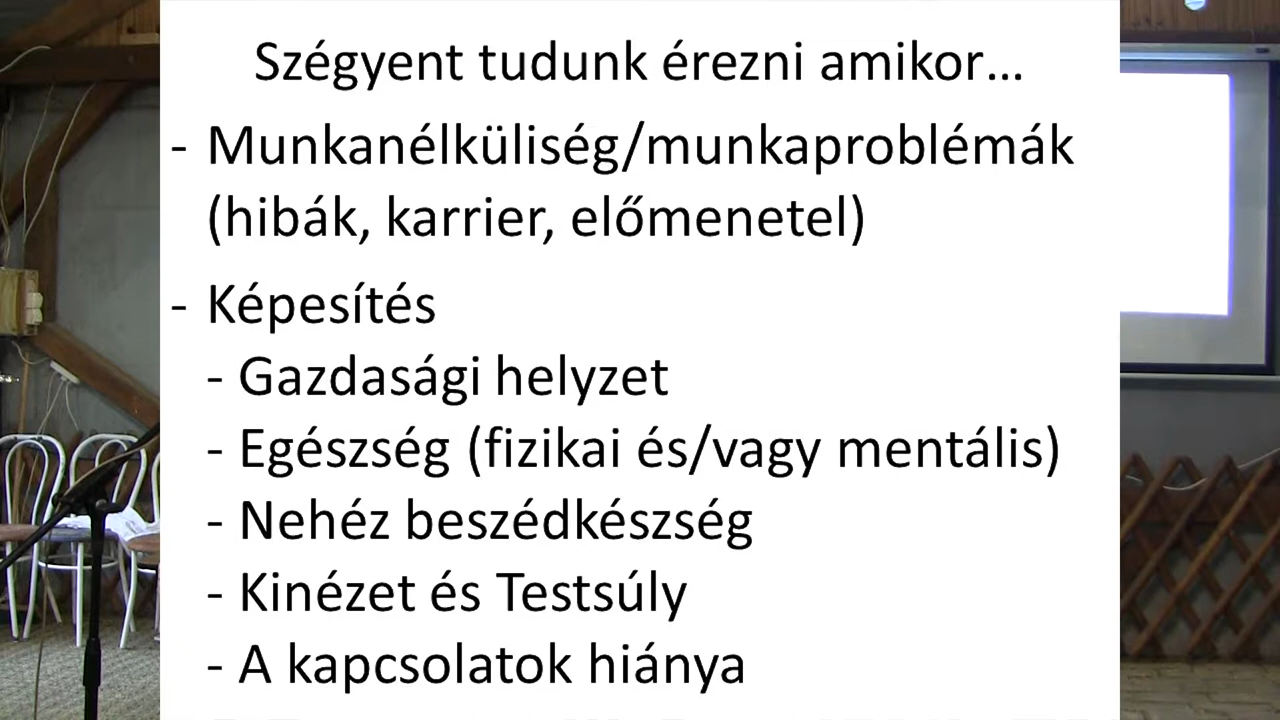 Szégyent tudunk érezni amikor…
- Munkanélküliség/munkaproblémák
(hibák, karrier, előmenetel)
- Képesítés
- Gazdasági helyzet
- Egészség (fizikai és/vagy mentális)
- Nehéz beszédkészség
- Kinézet és Testsúly
- A kapcsolatok hiánya